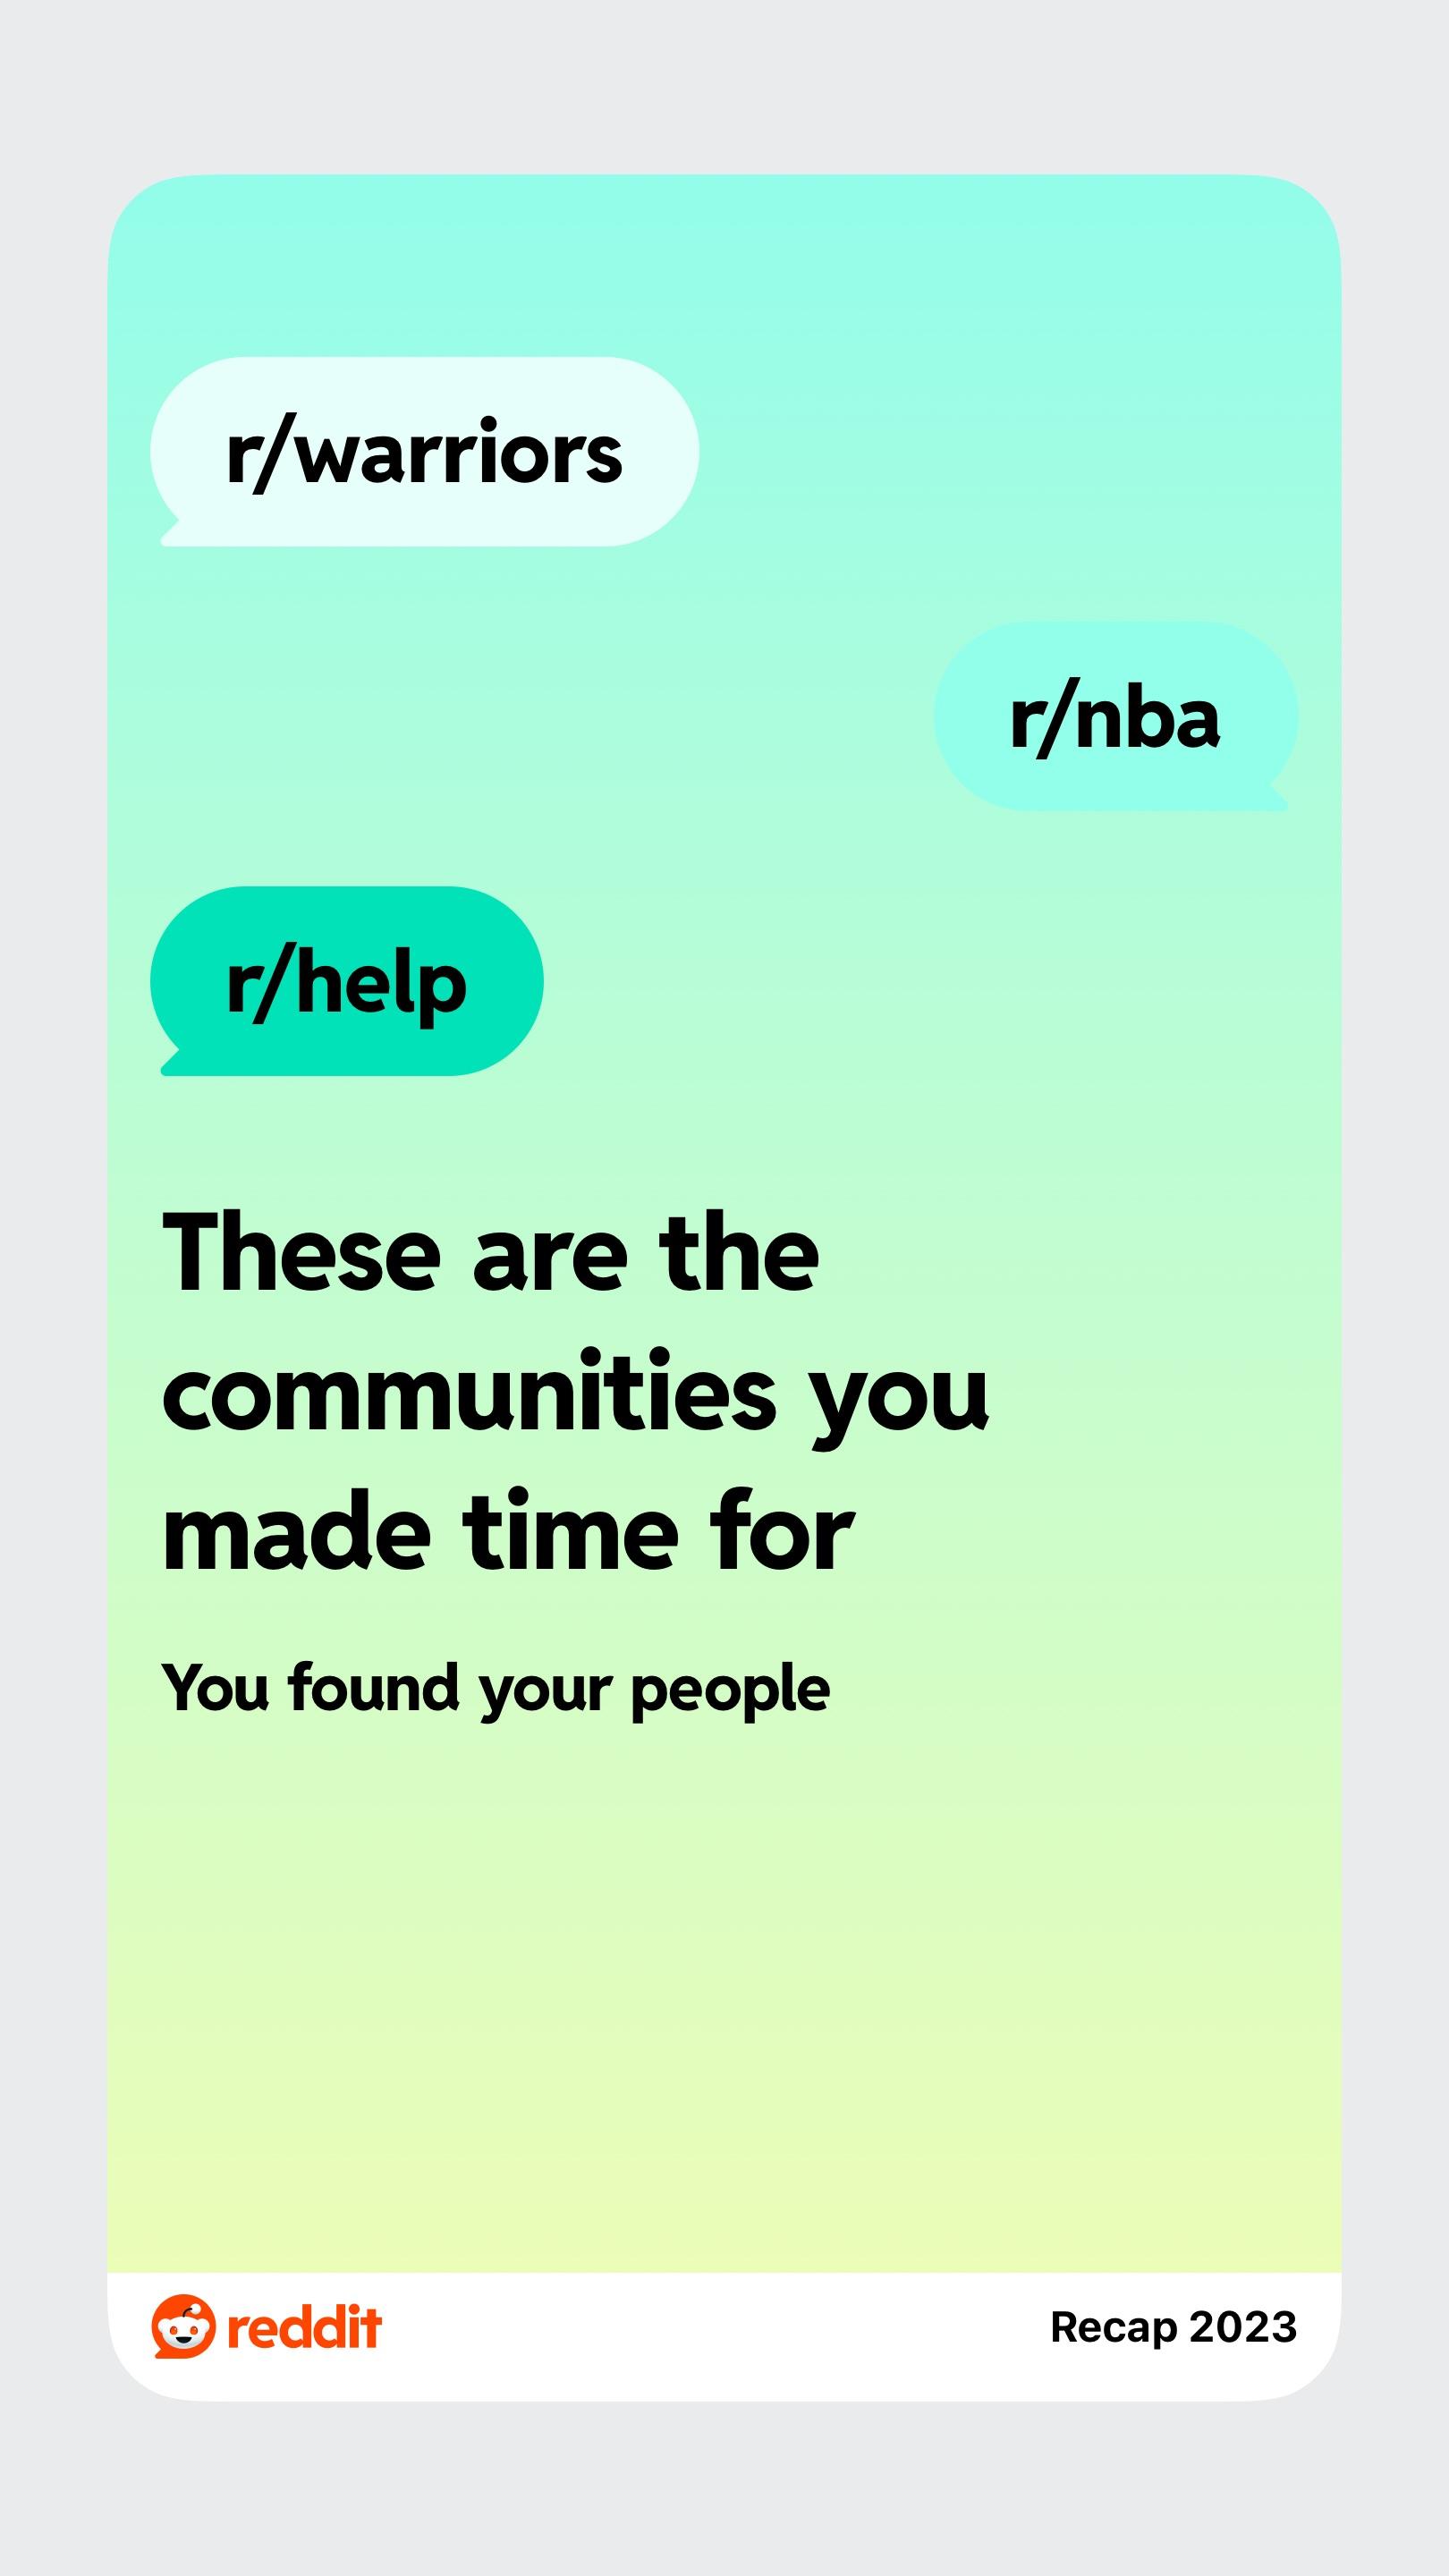 r/warriors
r/nba
r/help
These are the
communities you
made time for
You found your people
reddit
Recap 2023